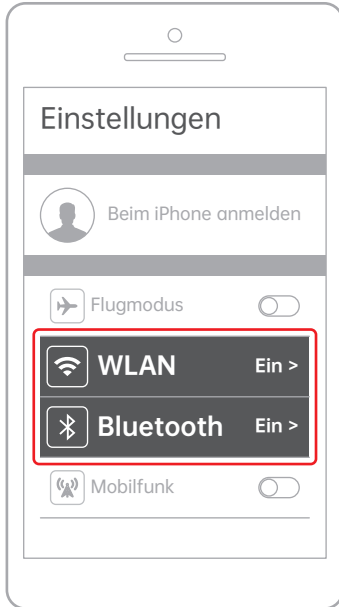 Einstellungen
Beim iPhone anmelden
Flugmodus
WLAN Ein >
Bluetooth Ein >
Mobilfunk